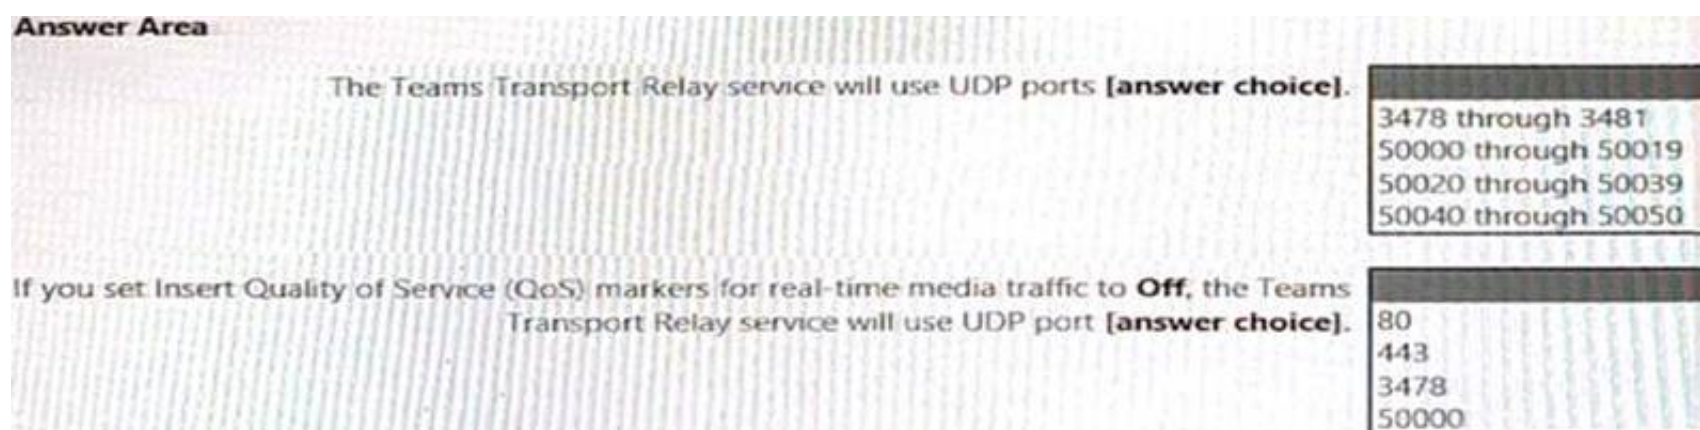 Answer Area
The Teams Transport Relay service will use UDP ports [answer choice].
3478 through 3481
50000 through 50019
50020 through 50039
50040 through 50050
If you set Insert Quality of Service (QoS) markers for real-time media traffic to Off, the Teams
Transport Relay service will use UDP port [answer choice].
80
443
3478
50000